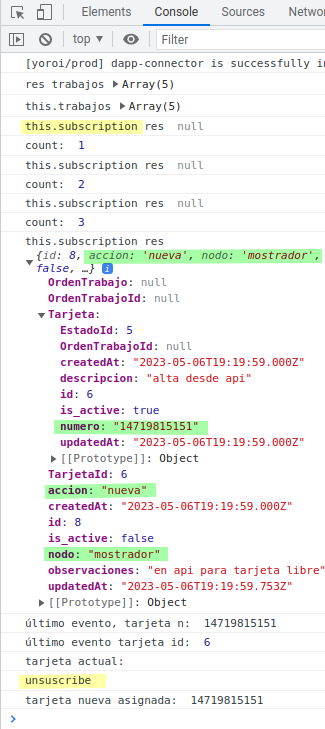 Elements Console Sources Netwo
top ▼ Filter
[yoroi/prod] dapp-connector is successfully in
res trabajos ▶ Array(5)
this.trabajos ▶ Array(5)
this.subscription res null
count: 1
this.subscription res null
count: 2
this.subscription res null
count: 3
this.subscription res
▼ {id: 8, accion: 'nueva', nodo: 'mostrador',
false, …} i
OrdenTrabajo: null
OrdenTrabajoId: null
▼ Tarjeta:
EstadoId: 5
OrdenTrabajoId: null
createdAt: "2023-05-06T19:19:59.000Z"
descripcion: "alta desde api"
id: 6
is_active: true
numero: "14719815151"
updatedAt: "2023-05-06T19:19:59.000Z"
▶ [[Prototype]]: Object
TarjetaId: 6
accion: "nueva"
createdAt: "2023-05-06T19:19:59.000Z"
id: 8
is_active: false
nodo: "mostrador"
observaciones: "en api para tarjeta libre"
updatedAt: "2023-05-06T19:19:59.753Z"
▶ [[Prototype]]: Object
último evento, tarjeta n: 14719815151
último evento tarjeta id: 6
tarjeta actual:
unsuscribe
tarjeta nueva asignada: 14719815151